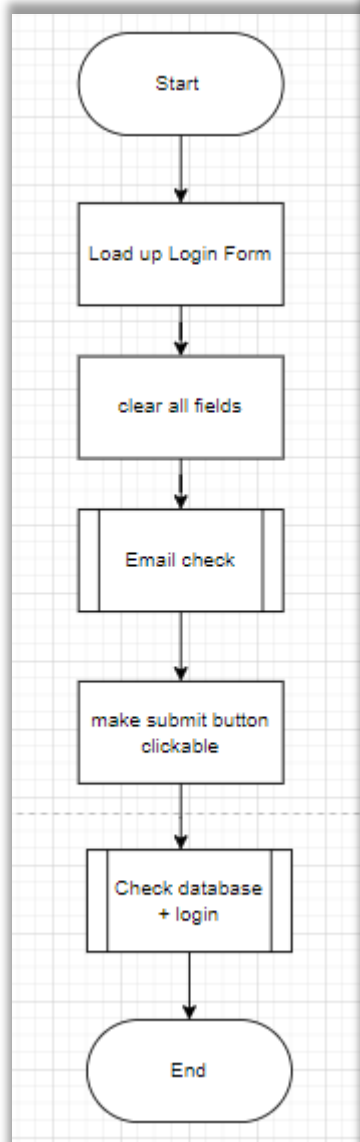 Start
Load up Login Form
clear all fields
Email check
make submit button
clickable
Check database
+ login
End